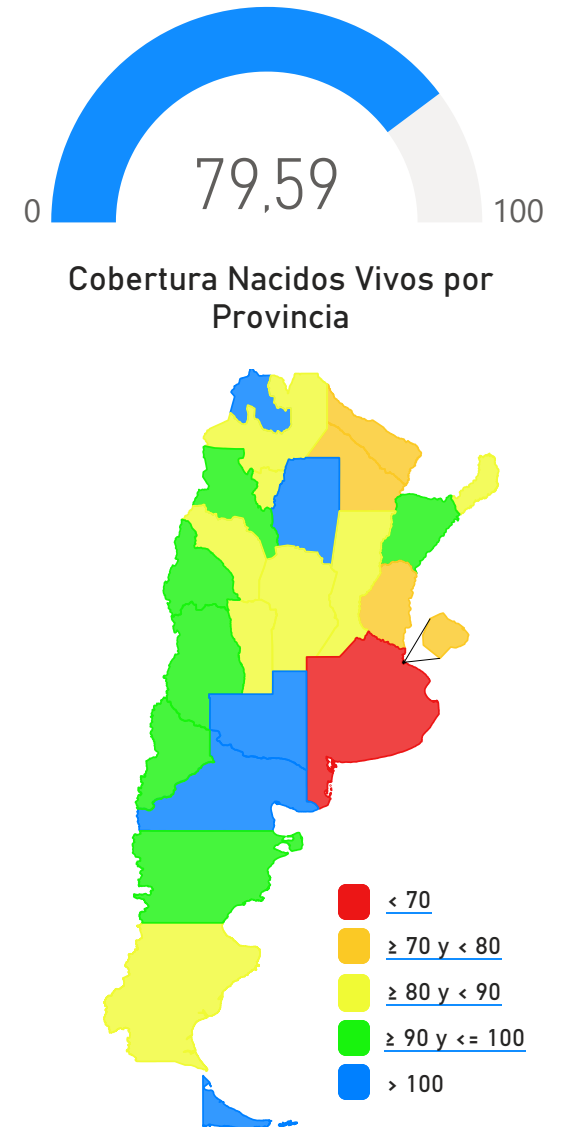 79,59
0
100
Cobertura Nacidos Vivos por
Provincia
< 70
≥ 70 y < 80
≥ 80 y < 90
≥ 90 y <= 100
> 100